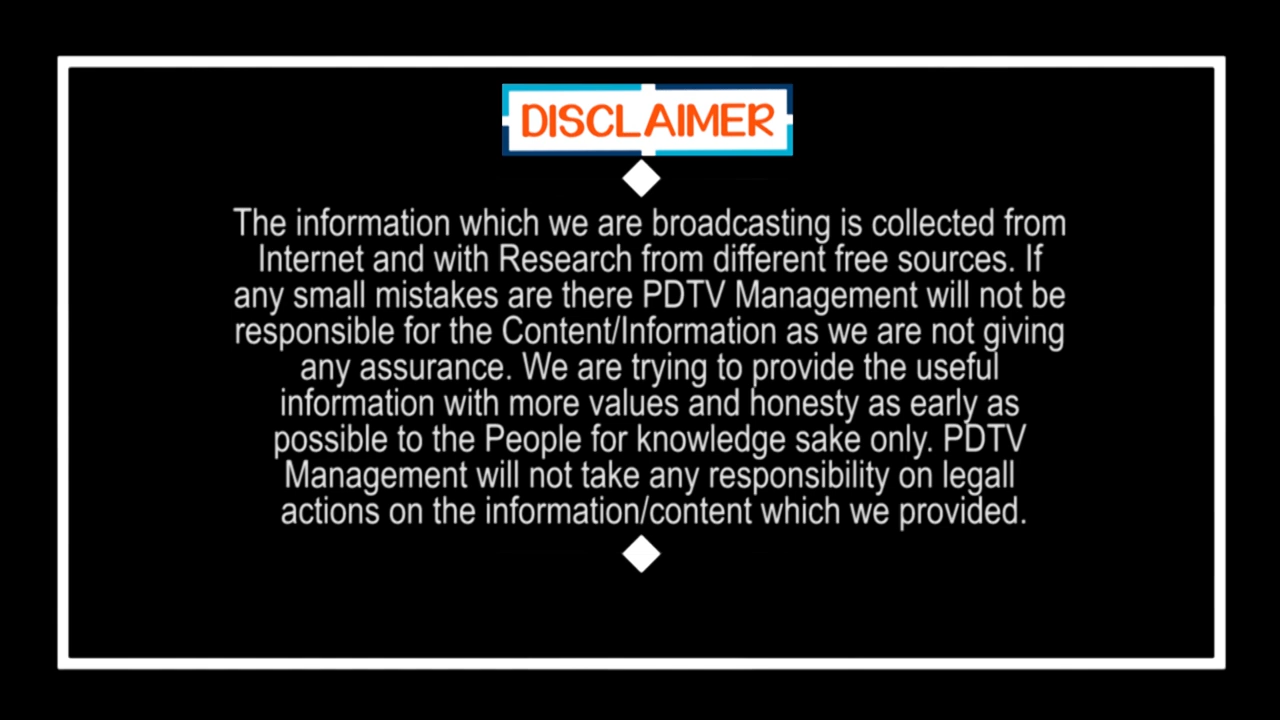 DISCLAIMER
The information which we are broadcasting is collected from
Internet and with Research from different free sources. If
any small mistakes are there PDTV Management will not be
responsible for the Content/Information as we are not giving
any assurance. We are trying to provide the useful
information with more values and honesty as early as
possible to the People for knowledge sake only. PDTV
Management will not take any responsibility on legall
actions on the information/content which we provided.